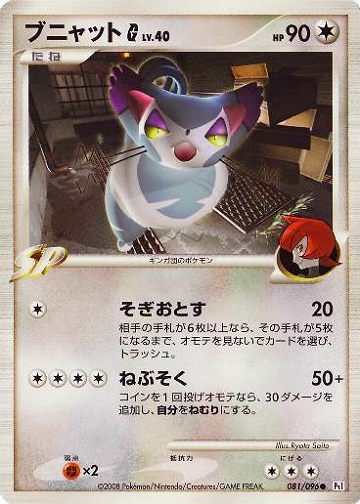 ブニャット G LV.40 HP 90
たね
SP
ギンガ団のポケモン
そぎおとす 20
相手の手札が6枚以上なら、その手札が5枚
になるまで、オモテを見ないでカードを選び、
トラッシュ。
ねぶそく 50+
コインを1回投げオモテなら、30ダメージを
追加し、自分をねむりにする。
Illus.Ryota Saito
弱点 抵抗力 にげる
×2
©2008 Pokémon/Nintendo/Creatures/GAME FREAK. 081/096 Pt1